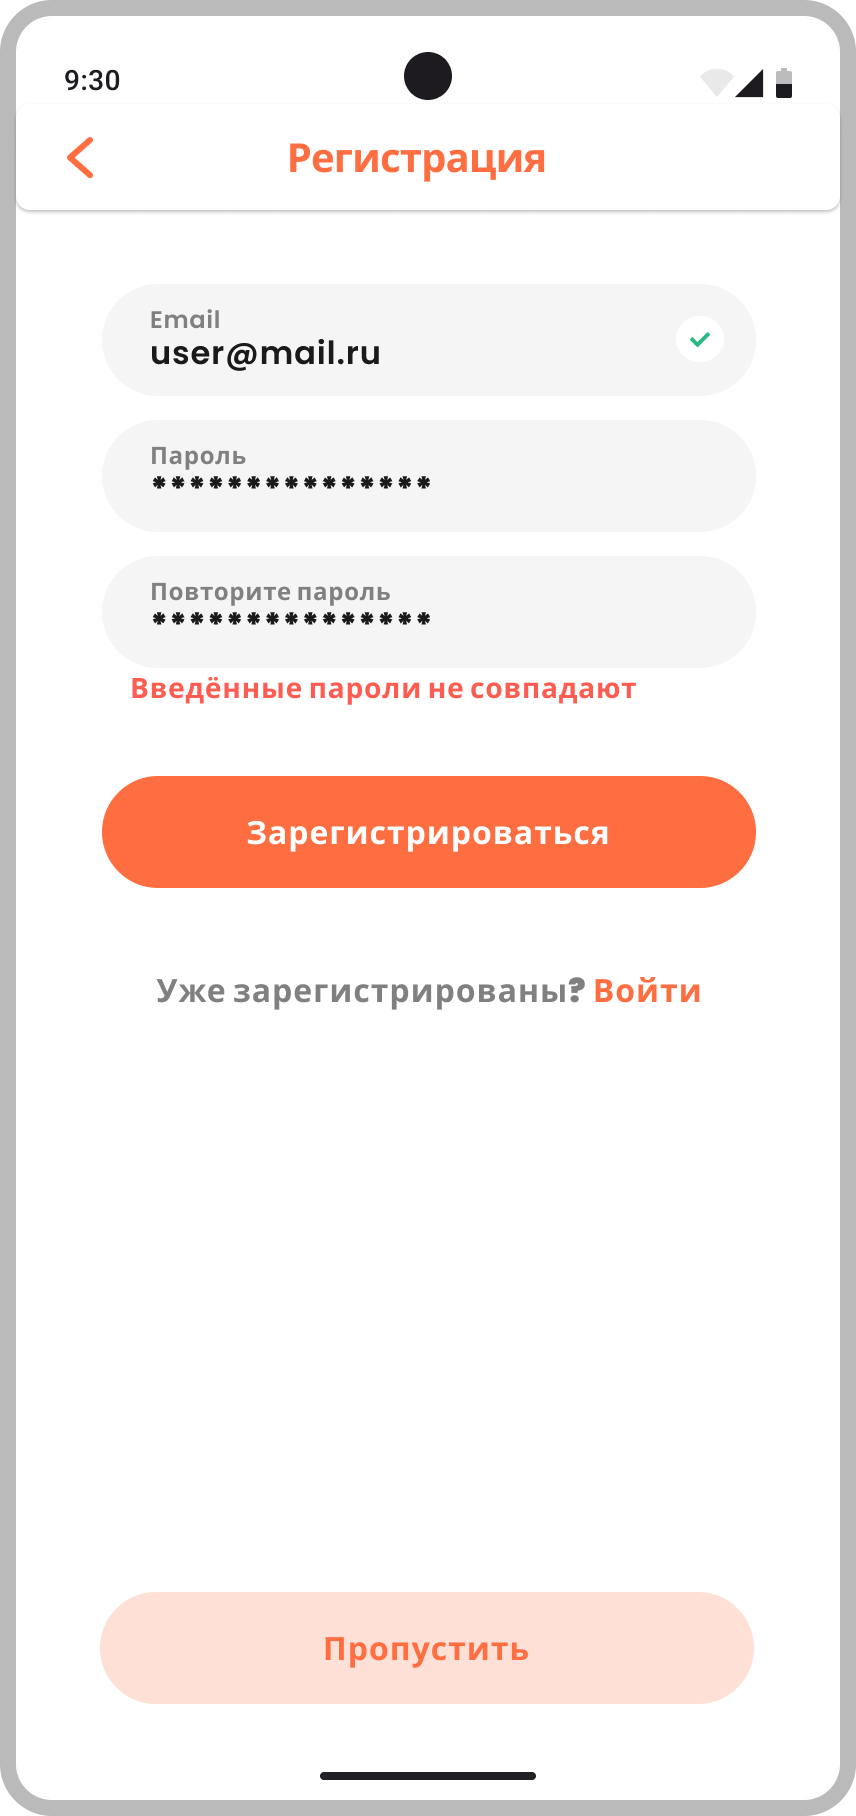 9:30
Регистрация
Email
user@mail.ru
Пароль
***************
Повторите пароль
***************
Введённые пароли не совпадают
Зарегистрироваться
Уже зарегистрированы? Войти
Пропустить